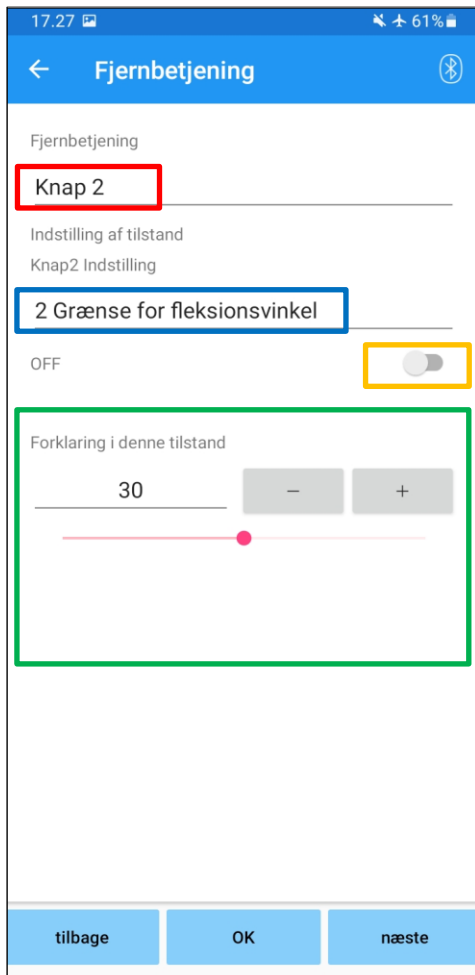 17.27 61%
Fjernbetjening
Fjernbetjening
Knap 2
Indstilling af tilstand
Knap2 Indstilling
2 Grænse for fleksionsvinkel
OFF
Forklaring i denne tilstand
30 − +
tilbage OK næste